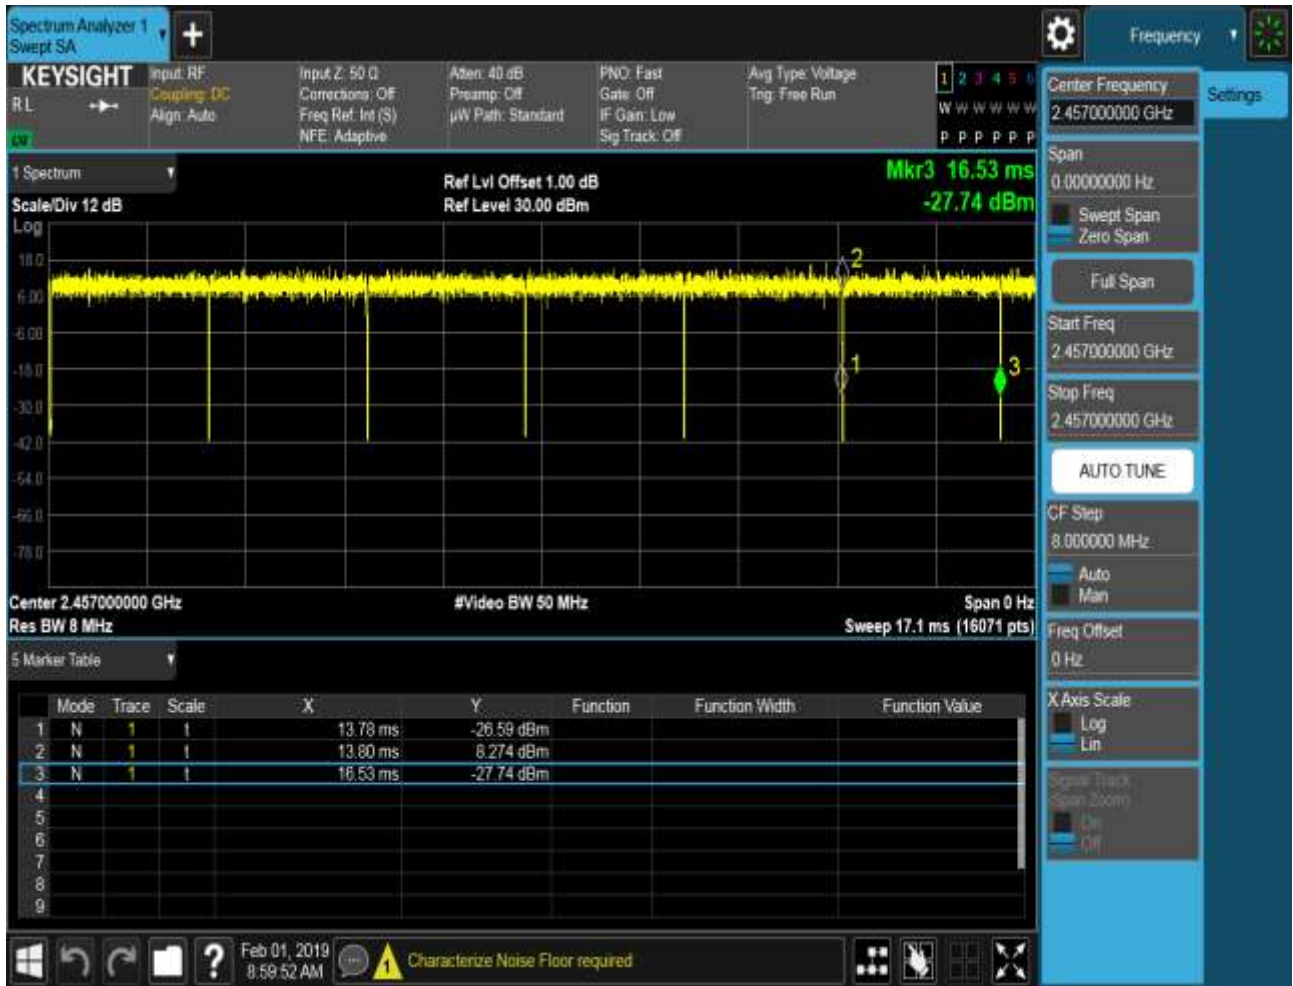 Spectrum Analyzer 1
Swept SA
+
Frequency
KEYSIGHT
R L
Input: RF
Coupling: DC
Align: Auto
Input Z: 50 Ω
Corrections: Off
Freq Ref: Int (S)
NFE: Adaptive
Atten: 40 dB
Preamp: Off
µW Path: Standard
PNO: Fast
Gate: Off
IF Gain: Low
Sig Track: Off
Avg Type: Voltage
Trig: Free Run
1 2 3 4 5 6
W W W W W W
P P P P P P
1 Spectrum
Scale/Div 12 dB
Log
Ref Lvl Offset 1.00 dB
Ref Level 30.00 dBm
Mkr3 16.53 ms
-27.74 dBm
18.0
6.00
-6.00
-18.0
-30.0
-42.0
-54.0
-66.0
-78.0
2
1
3
Center 2.457000000 GHz
Res BW 8 MHz
#Video BW 50 MHz
Span 0 Hz
Sweep 17.1 ms (16071 pts)
5 Marker Table
Mode Trace Scale X Y Function Function Width Function Value
1 N 1 t 13.78 ms -26.59 dBm
2 N 1 t 13.80 ms 8.274 dBm
3 N 1 t 16.53 ms -27.74 dBm
4
5
6
7
8
9
Center Frequency
2.457000000 GHz
Settings
Span
0.00000000 Hz
Swept Span
Zero Span
Full Span
Start Freq
2.457000000 GHz
Stop Freq
2.457000000 GHz
AUTO TUNE
CF Step
8.000000 MHz
Auto
Man
Freq Offset
0 Hz
X Axis Scale
Log
Lin
Signal Track
(Span Zoom)
On
Off
?
Feb 01, 2019
8:59:52 AM
1
Characterize Noise Floor required